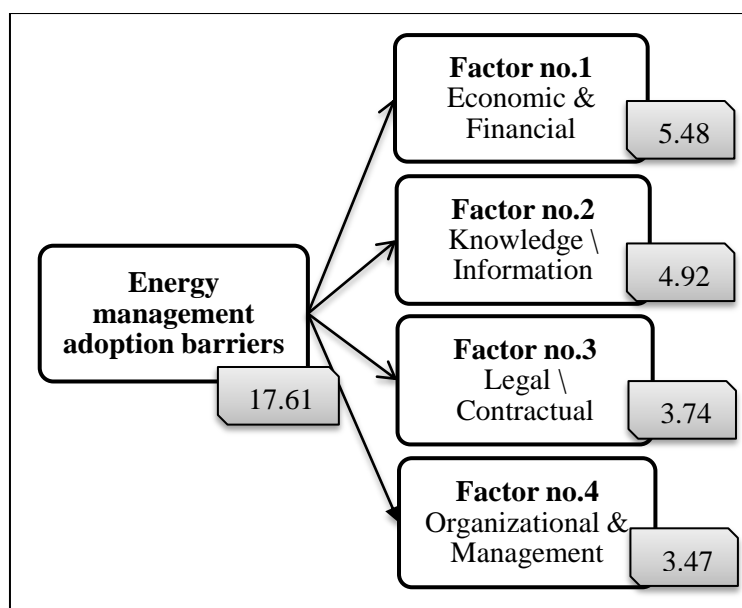 Energy
management
adoption barriers
17.61
Factor no.1
Economic &
Financial
5.48
Factor no.2
Knowledge \
Information
4.92
Factor no.3
Legal \
Contractual
3.74
Factor no.4
Organizational &
Management
3.47